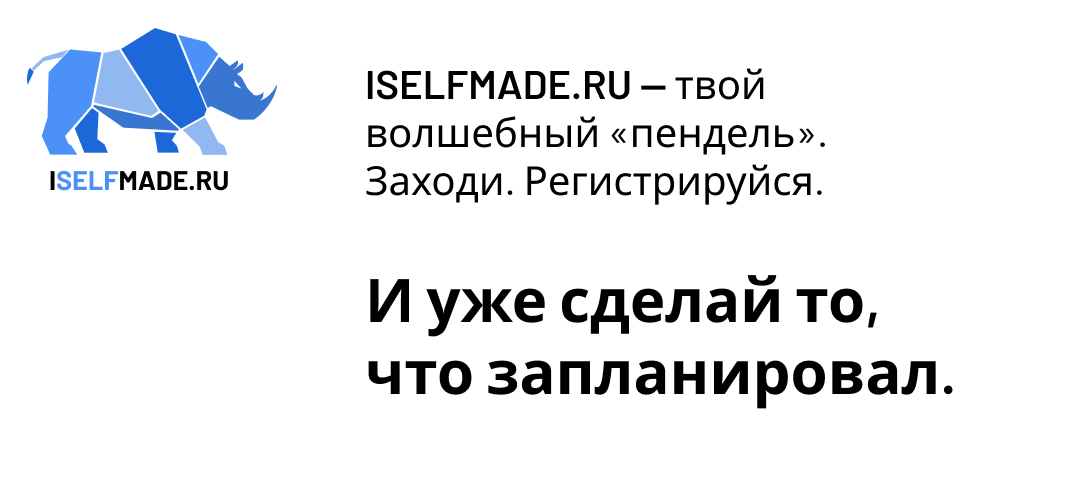 ISELFMADE.RU
ISELFMADE.RU — твой
волшебный «пендель».
Заходи. Регистрируйся.
И уже сделай то,
что запланировал.